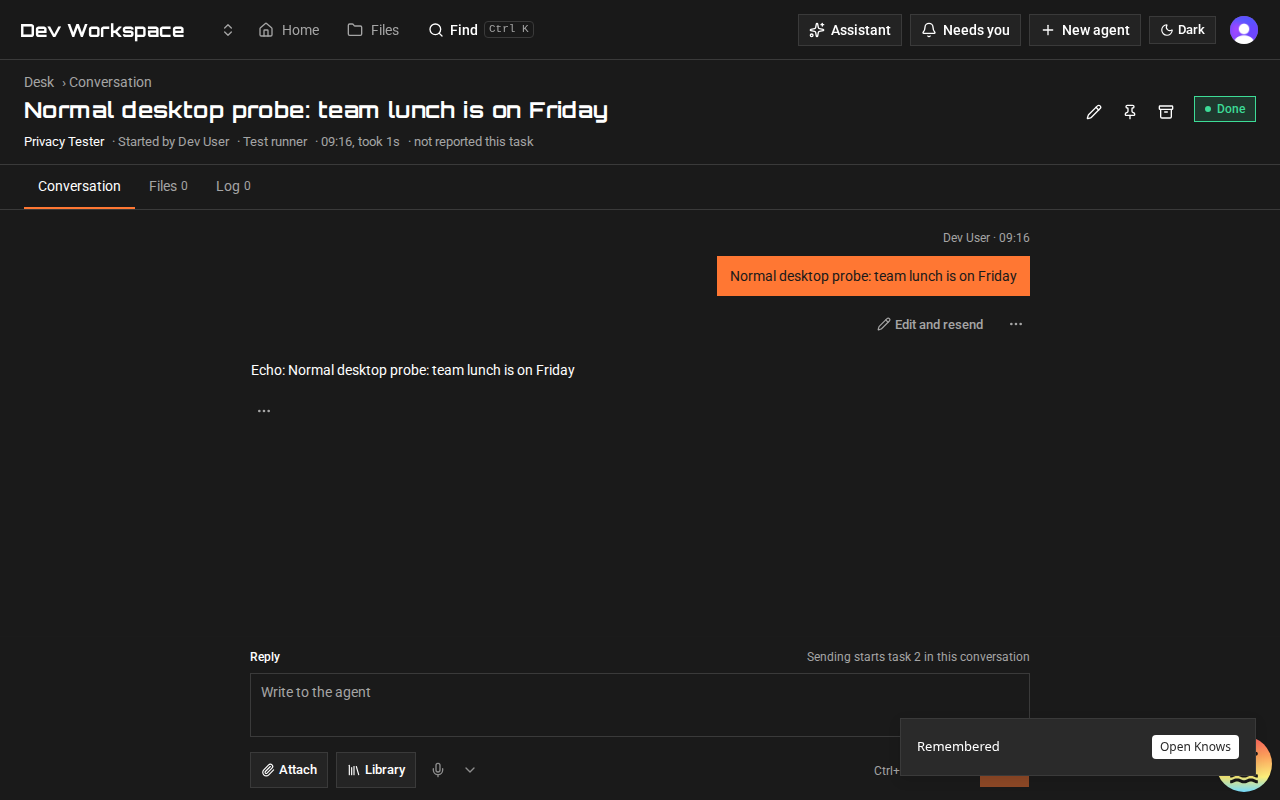 Dev Workspace
Home
Files
Find Ctrl K
Assistant
Needs you
New agent
Dark
Desk › Conversation
Normal desktop probe: team lunch is on Friday
Done
Privacy Tester · Started by Dev User · Test runner · 09:16, took 1s · not reported this task
Conversation
Files 0
Log 0
Dev User · 09:16
Normal desktop probe: team lunch is on Friday
Edit and resend
Echo: Normal desktop probe: team lunch is on Friday
Reply
Sending starts task 2 in this conversation
Write to the agent
Remembered
Open Knows
Attach
Library
Ctrl+